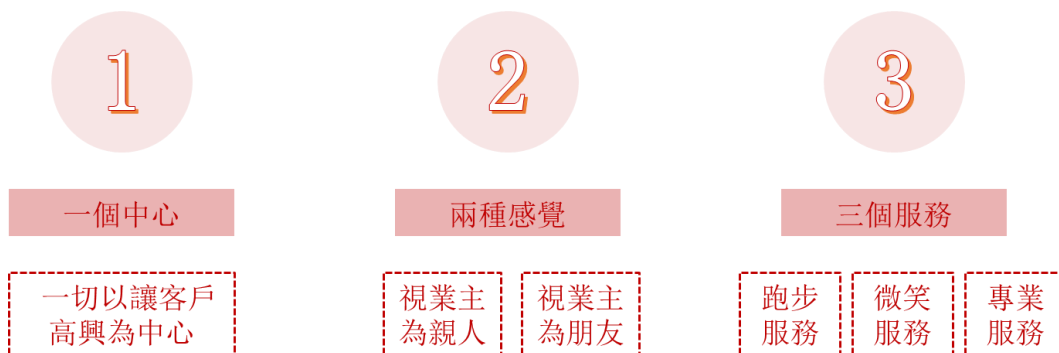 1
2
3
一個中心
兩種感覺
三個服務
一切以讓客戶
高興為中心
視業主
為親人
視業主
為朋友
跑步
服務
微笑
服務
專業
服務